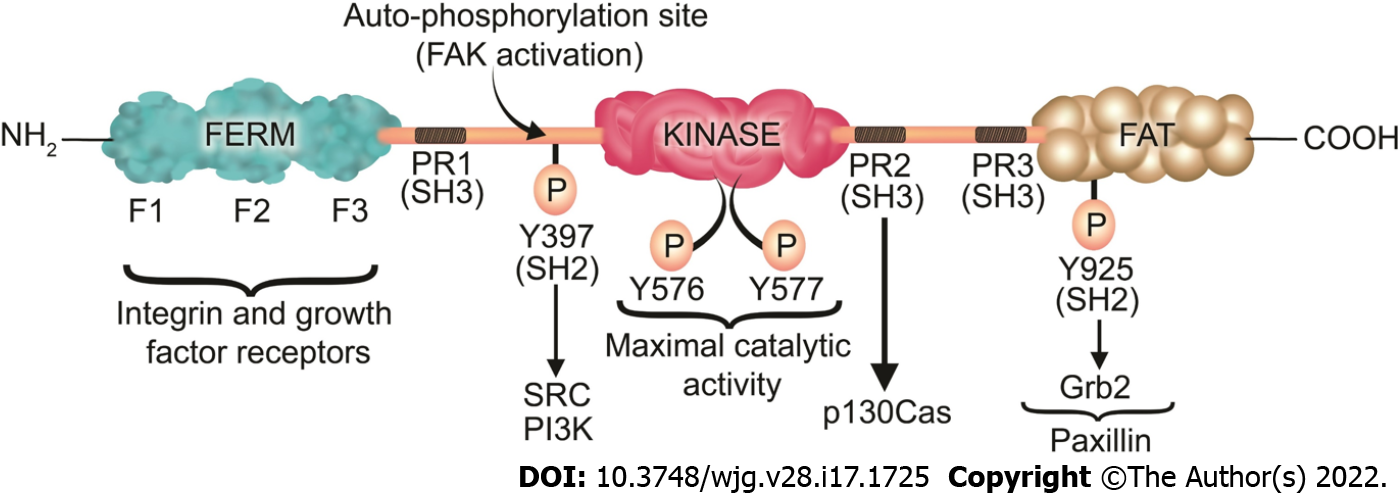 Auto-phosphorylation site
(FAK activation)
NH2
FERM
KINASE
FAT
COOH
PR1
(SH3)
P
PR2
(SH3)
PR3
(SH3)
F1
F2
F3
Y397
(SH2)
P
P
P
Y576
Y577
Y925
(SH2)
Integrin and growth
factor receptors
Maximal catalytic
activity
SRC
PI3K
p130Cas
Grb2
Paxillin
DOI: 10.3748/wjg.v28.i17.1725 Copyright ©The Author(s) 2022.